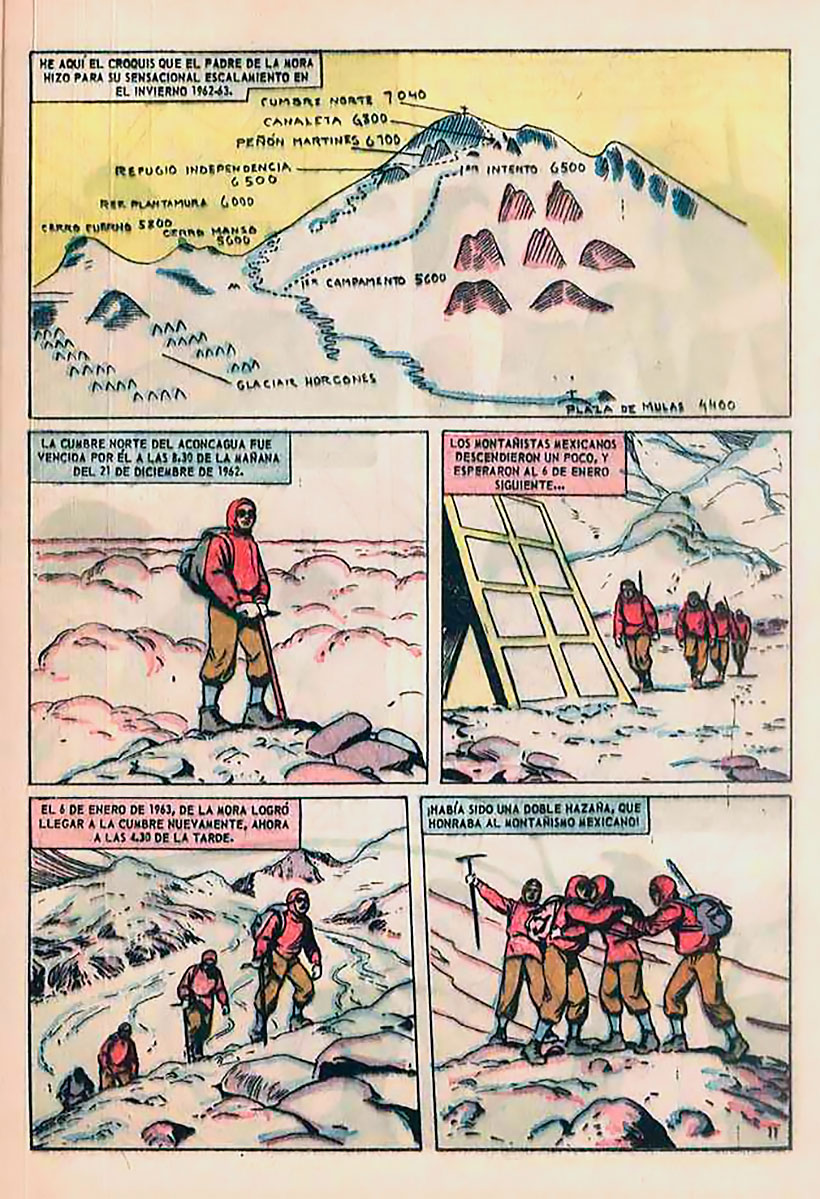 HE AQUÍ EL CROQUIS QUE EL PADRE DE LA MORA
HIZO PARA SU SENSACIONAL ESCALAMIENTO EN
EL INVIERNO 1962-63.
CUMBRE NORTE 7040
CANALETA 6800
PEÑÓN MARTINES 6700
REFUGIO INDEPENDENCIA
6500
1ER INTENTO 6500
REF. PLANTAMURA 6000
CERRO CUERNO 5800
CERRO MANSO
5600
1ER CAMPAMENTO 5600
GLACIAR HORCONES
PLAZA DE MULAS 4400
LA CUMBRE NORTE DEL ACONCAGUA FUE
VENCIDA POR ÉL A LAS 8.30 DE LA MAÑANA
DEL 21 DE DICIEMBRE DE 1962.
LOS MONTAÑISTAS MEXICANOS
DESCENDIERON UN POCO, Y
ESPERARON AL 6 DE ENERO
SIGUIENTE...
EL 6 DE ENERO DE 1963, DE LA MORA LOGRÓ
LLEGAR A LA CUMBRE NUEVAMENTE, AHORA
A LAS 4.30 DE LA TARDE.
¡HABÍA SIDO UNA DOBLE HAZAÑA, QUE
HONRABA AL MONTAÑISMO MEXICANO!
11